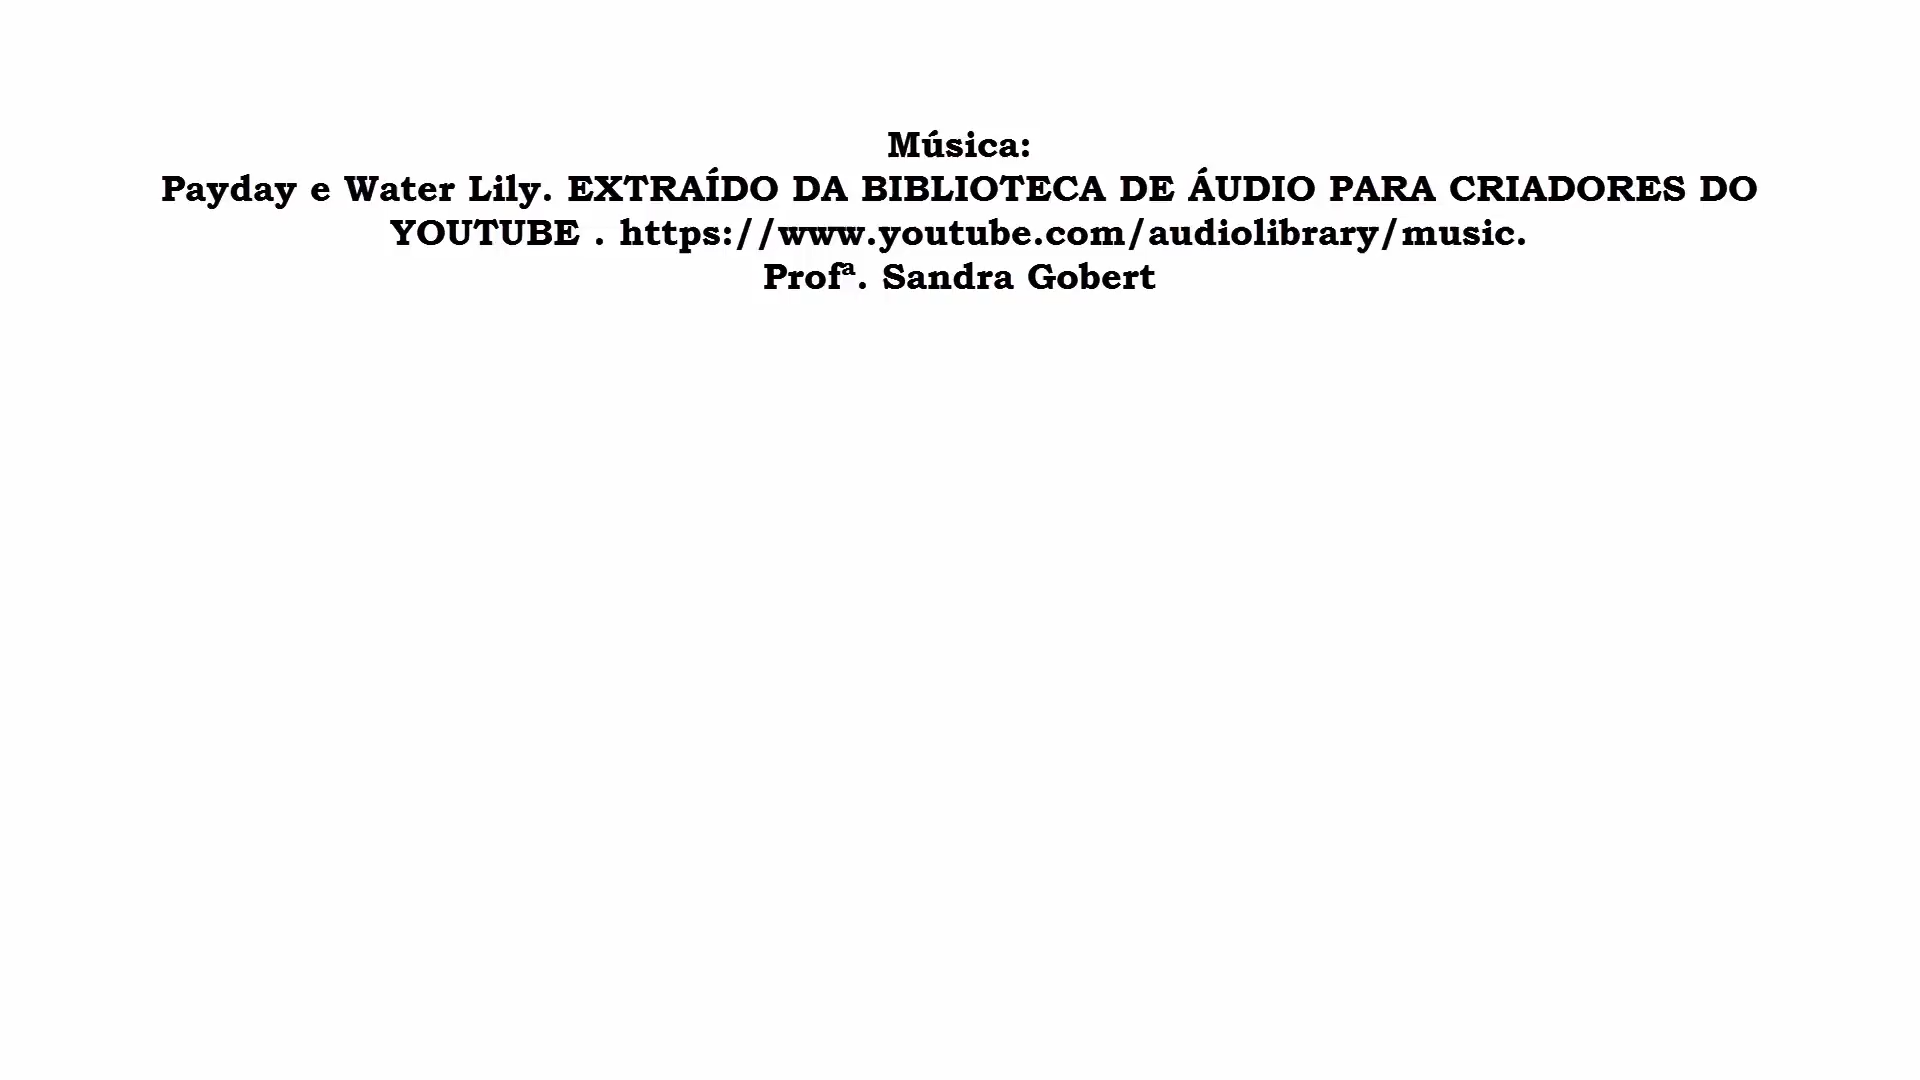 Música:
Payday e Water Lily. EXTRAÍDO DA BIBLIOTECA DE ÁUDIO PARA CRIADORES DO
YOUTUBE . https://www.youtube.com/audiolibrary/music.
Profª. Sandra Gobert